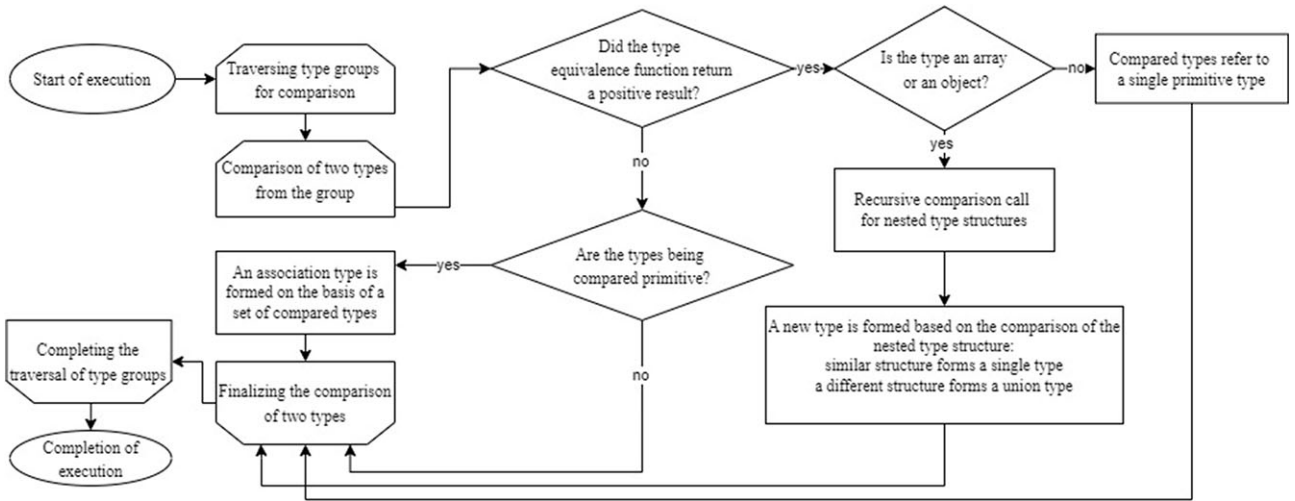 Start of execution
Traversing type groups
for comparison
Comparison of two types
from the group
Did the type
equivalence function return
a positive result?
yes
Is the type an array
or an object?
no
Compared types refer to
a single primitive type
no
yes
Recursive comparison call
for nested type structures
Are the types being
compared primitive?
yes
An association type is
formed on the basis of a
set of compared types
no
A new type is formed based on the comparison of the
nested type structure:
similar structure forms a single type
a different structure forms a union type
Finalizing the comparison
of two types
Completing the
traversal of type groups
Completion of
execution